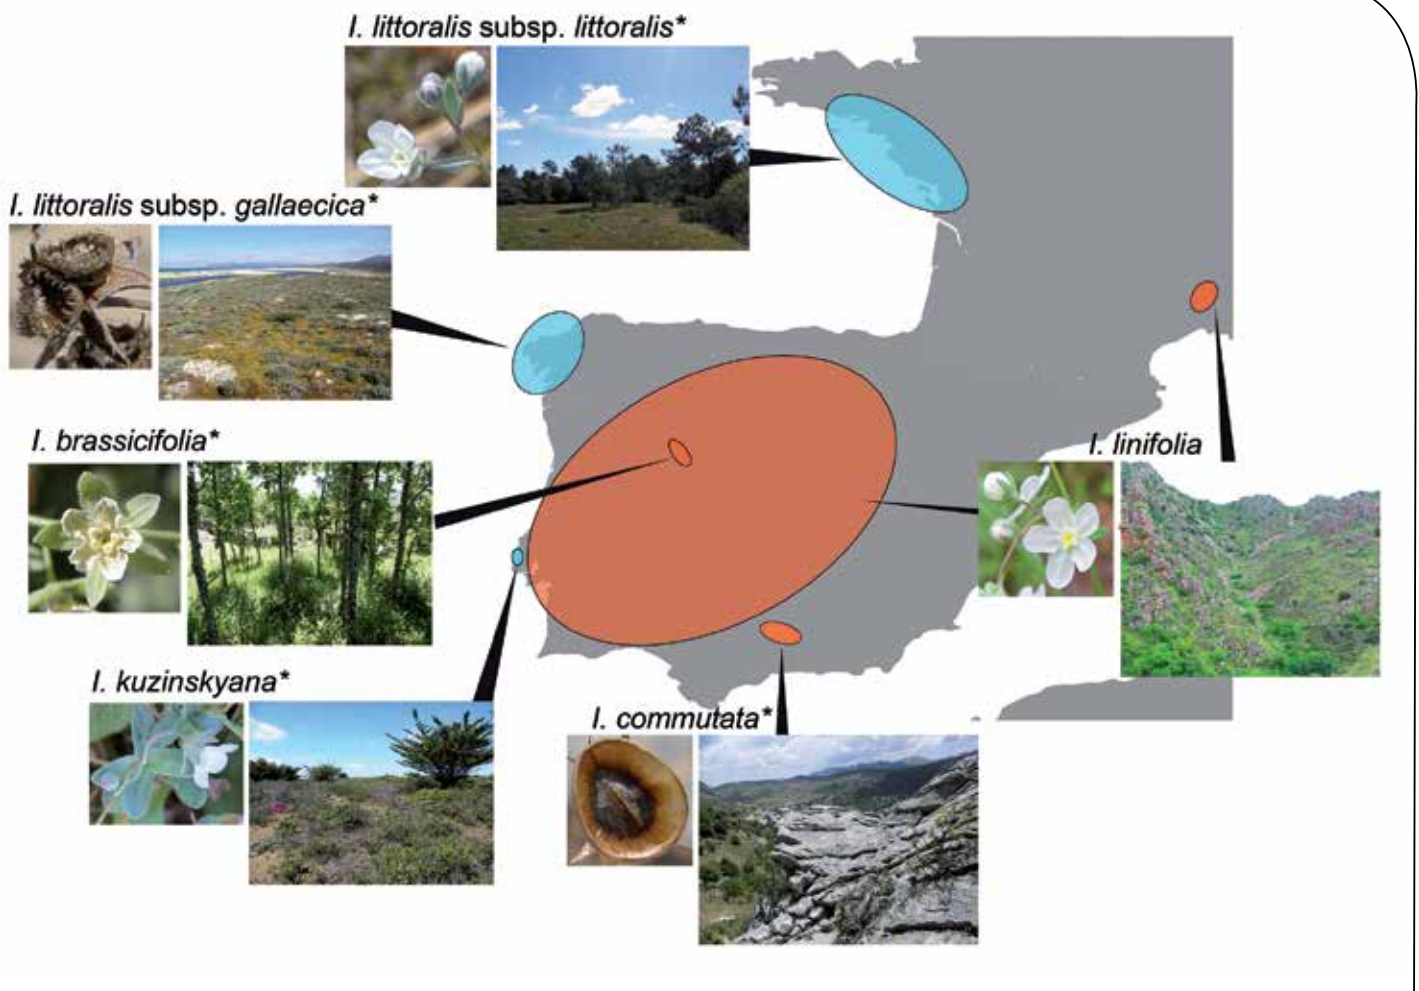 I. littoralis subsp. littoralis*
I. littoralis subsp. gallaecica*
I. brassicifolia*
I. linifolia
I. kuzinskyana*
I. commutata*